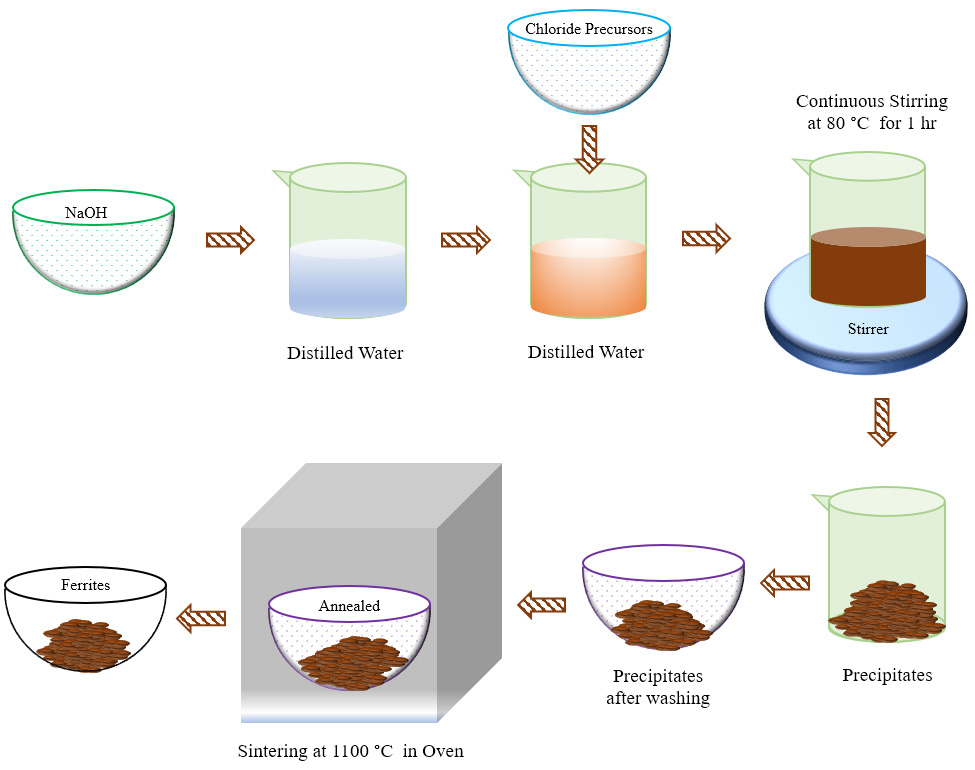 Chloride Precursors
Continuous Stirring
at 80 °C for 1 hr
NaOH
Distilled Water
Distilled Water
Stirrer
Ferrites
Annealed
Precipitates
after washing
Precipitates
Sintering at 1100 °C in Oven